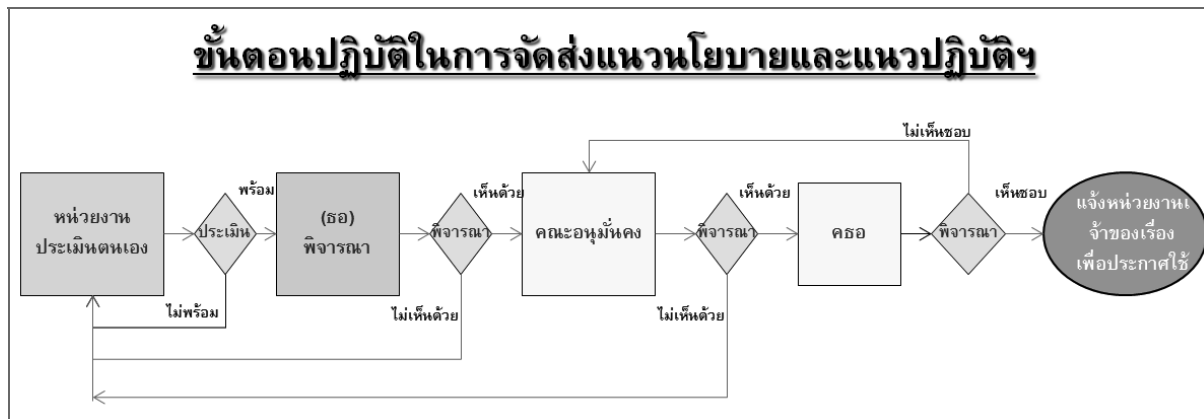 ขั้นตอนปฏิบัติในการจัดส่งแนวนโยบายและแนวปฏิบัติฯ
ไม่เห็นชอบ
พร้อม
เห็นด้วย
เห็นด้วย
เห็นชอบ
หน่วยงาน
ประเมินตนเอง
ประเมิน
(ธอ)
พิจารณา
พิจารณา
คณะอนุมั่นคง
พิจารณา
คธอ
พิจารณา
แจ้งหน่วยงานเ
จ้าของเรื่อง
เพื่อประกาศใช้
ไม่พร้อม
ไม่เห็นด้วย
ไม่เห็นด้วย